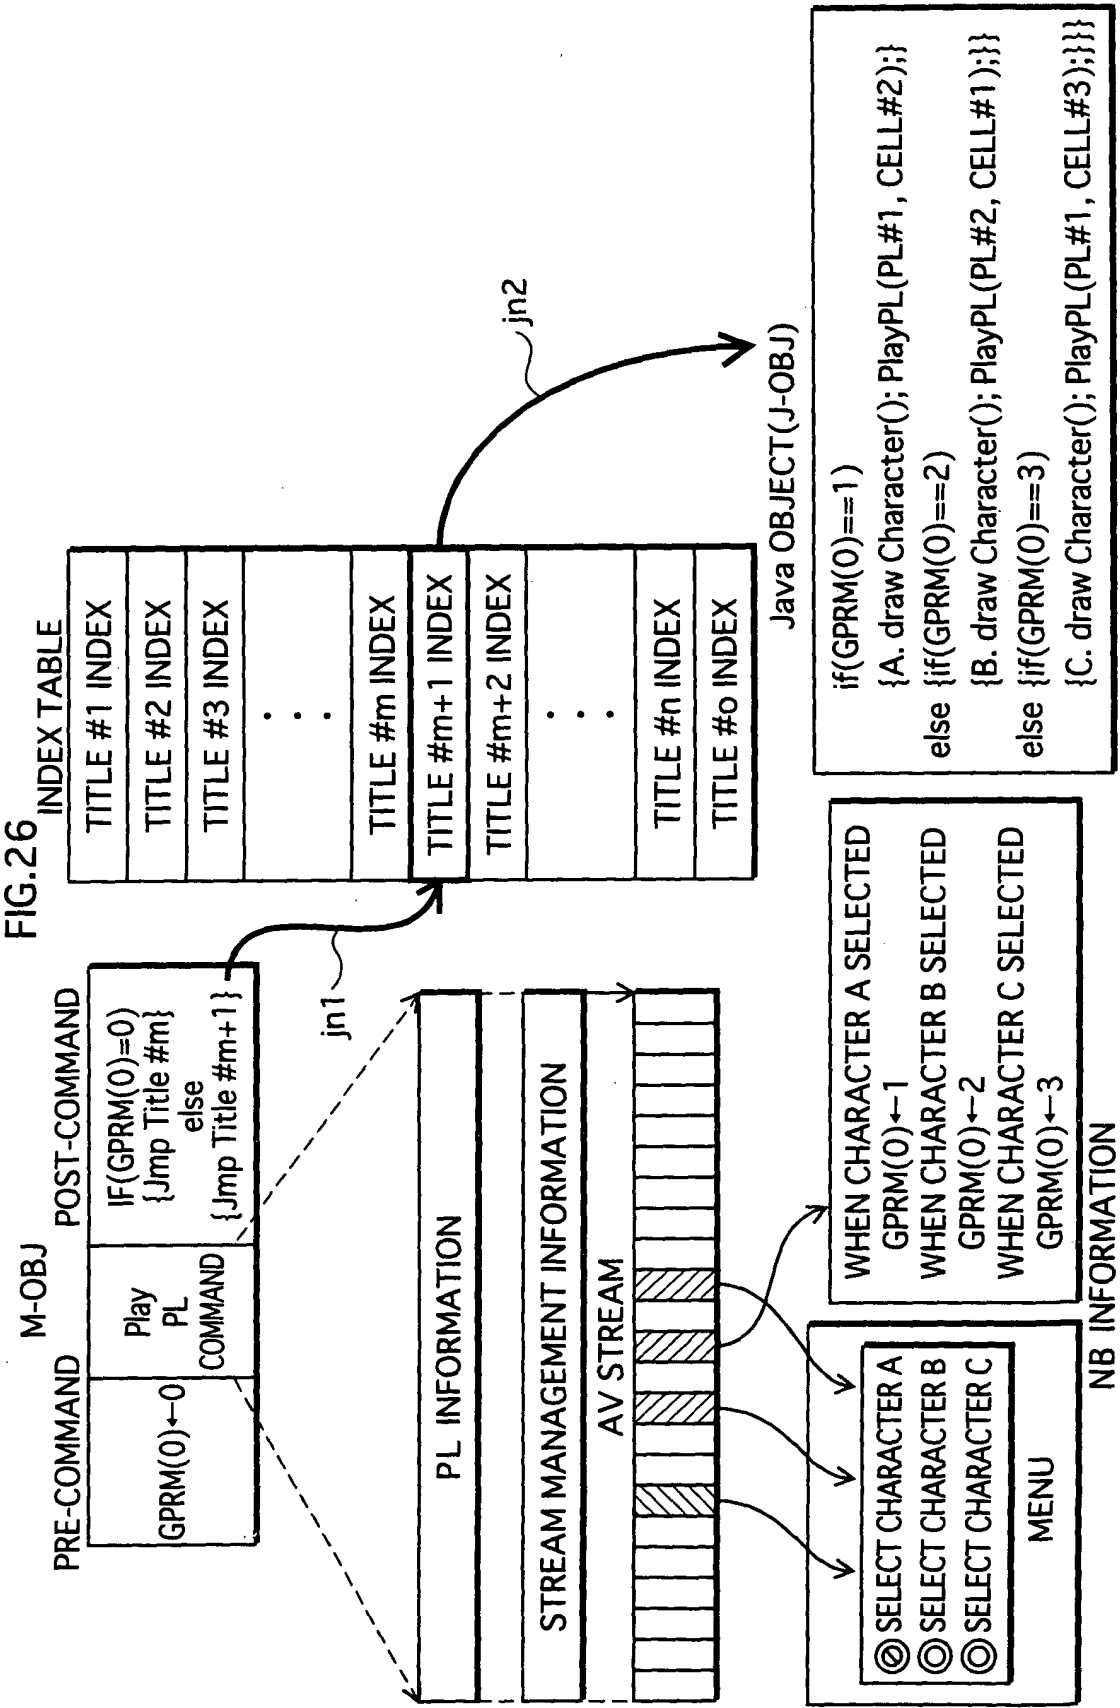 FIG.26
M-OBJ
PRE-COMMAND
POST-COMMAND
GPRM(0)←0
Play
PL
COMMAND
IF(GPRM(0)=0)
{Jmp Title #m}
else
{Jmp Title #m+1}
jn1
INDEX TABLE
TITLE #1 INDEX
TITLE #2 INDEX
TITLE #3 INDEX
. . .
TITLE #m INDEX
TITLE #m+1 INDEX
TITLE #m+2 INDEX
. . .
TITLE #n INDEX
TITLE #o INDEX
jn2
PL INFORMATION
STREAM MANAGEMENT INFORMATION
AV STREAM
SELECT CHARACTER A
SELECT CHARACTER B
SELECT CHARACTER C
MENU
WHEN CHARACTER A SELECTED
GPRM(0)←1
WHEN CHARACTER B SELECTED
GPRM(0)←2
WHEN CHARACTER C SELECTED
GPRM(0)←3
NB INFORMATION
Java OBJECT(J-OBJ)
if(GPRM(0)==1)
{A. draw Character(); PlayPL(PL#1, CELL#2);}
else {if(GPRM(0)==2)
{B. draw Character(); PlayPL(PL#2, CELL#1);}}
else {if(GPRM(0)==3)
{C. draw Character(); PlayPL(PL#1, CELL#3);}}}